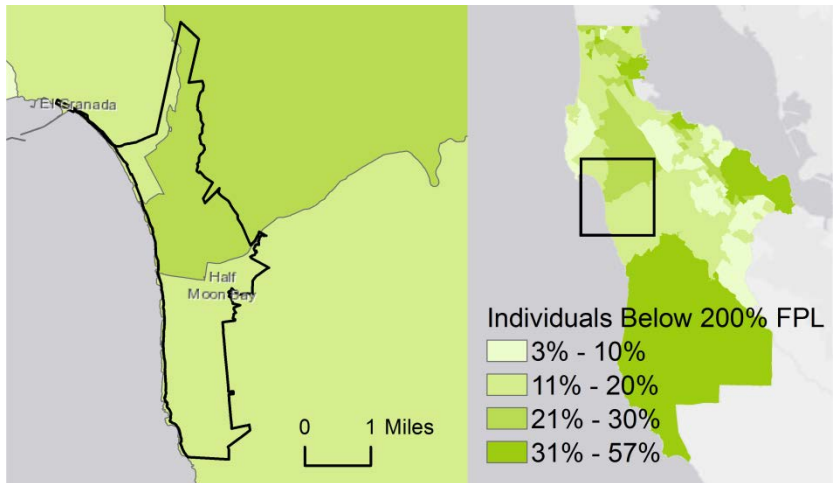 El Granada
Half
Moon Bay
0 1 Miles
Individuals Below 200% FPL
3% - 10%
11% - 20%
21% - 30%
31% - 57%